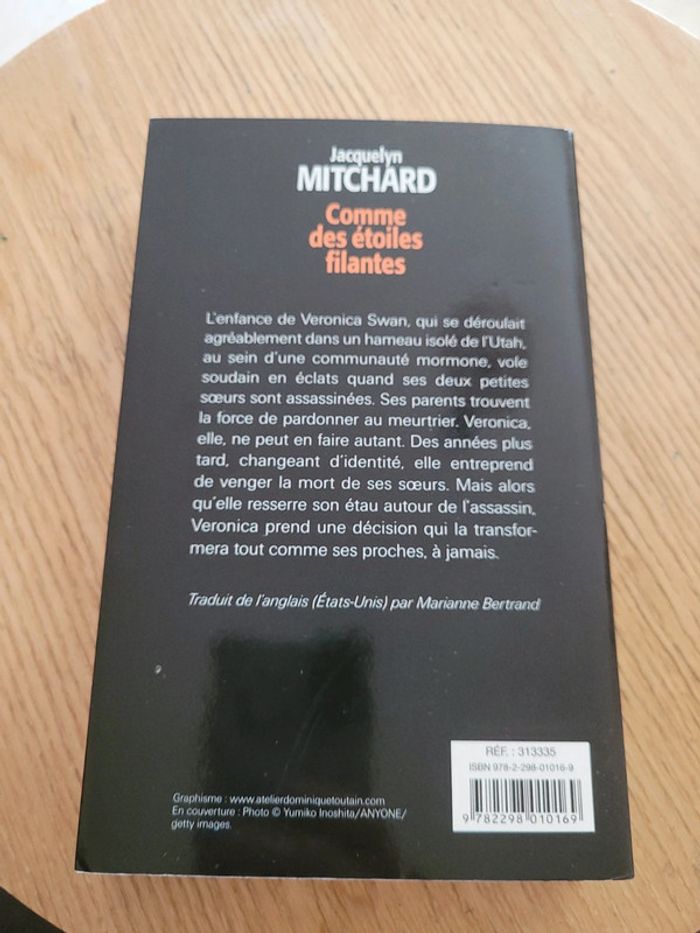 Jacquelyn
MITCHARD
Comme
des étoiles
filantes
L'enfance de Veronica Swan, qui se déroulait
agréablement dans un hameau isolé de l'Utah,
au sein d'une communauté mormone, vole
soudain en éclats quand ses deux petites
sœurs sont assassinées. Ses parents trouvent
la force de pardonner au meurtrier. Veronica,
elle, ne peut en faire autant. Des années plus
tard, changeant d'identité, elle entreprend
de venger la mort de ses sœurs. Mais alors
qu'elle resserre son étau autour de l'assassin,
Veronica prend une décision qui la transfor-
mera tout comme ses proches, à jamais.
Traduit de l'anglais (États-Unis) par Marianne Bertrand
RÉF. : 313335
ISBN 978-2-298-01016-9
9 782298 010169
Graphisme : www.atelierdominiquetoutain.com
En couverture : Photo © Yumiko Inoshita/ANYONE/
getty images.